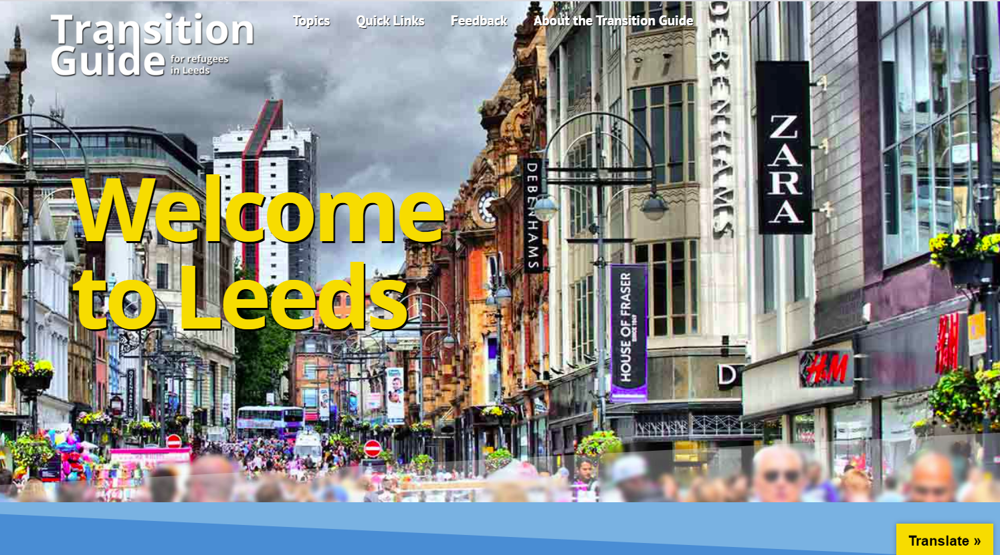 Transition
Guide
for refugees
in Leeds
Topics
Quick Links
Feedback
About the Transition Guide
Welcome
to Leeds
DEBENHAMS
DEBENHAMS
ZARA
HOUSE OF FRASER
SINCE 1849
H&M
H&M
D
Translate »